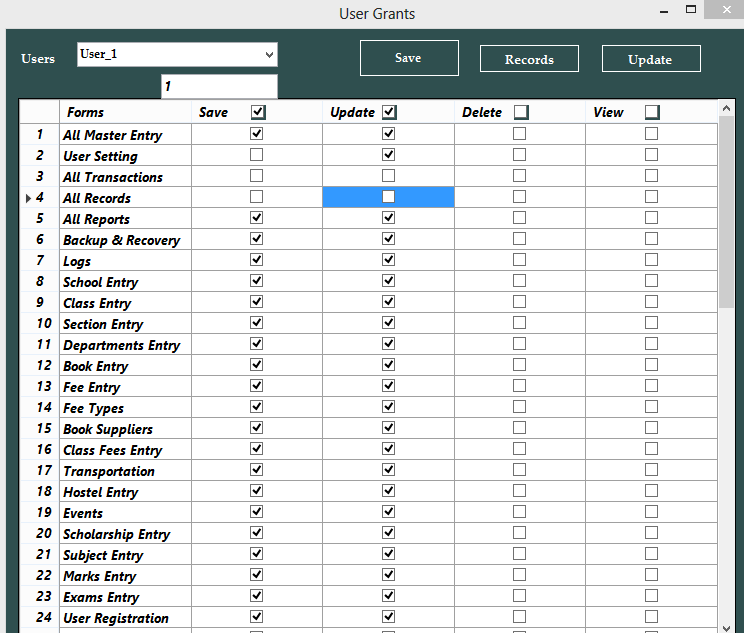 User Grants
Users User_1 Save Records Update
1
Forms Save Update Delete View
1 All Master Entry
2 User Setting
3 All Transactions
4 All Records
5 All Reports
6 Backup & Recovery
7 Logs
8 School Entry
9 Class Entry
10 Section Entry
11 Departments Entry
12 Book Entry
13 Fee Entry
14 Fee Types
15 Book Suppliers
16 Class Fees Entry
17 Transportation
18 Hostel Entry
19 Events
20 Scholarship Entry
21 Subject Entry
22 Marks Entry
23 Exams Entry
24 User Registration